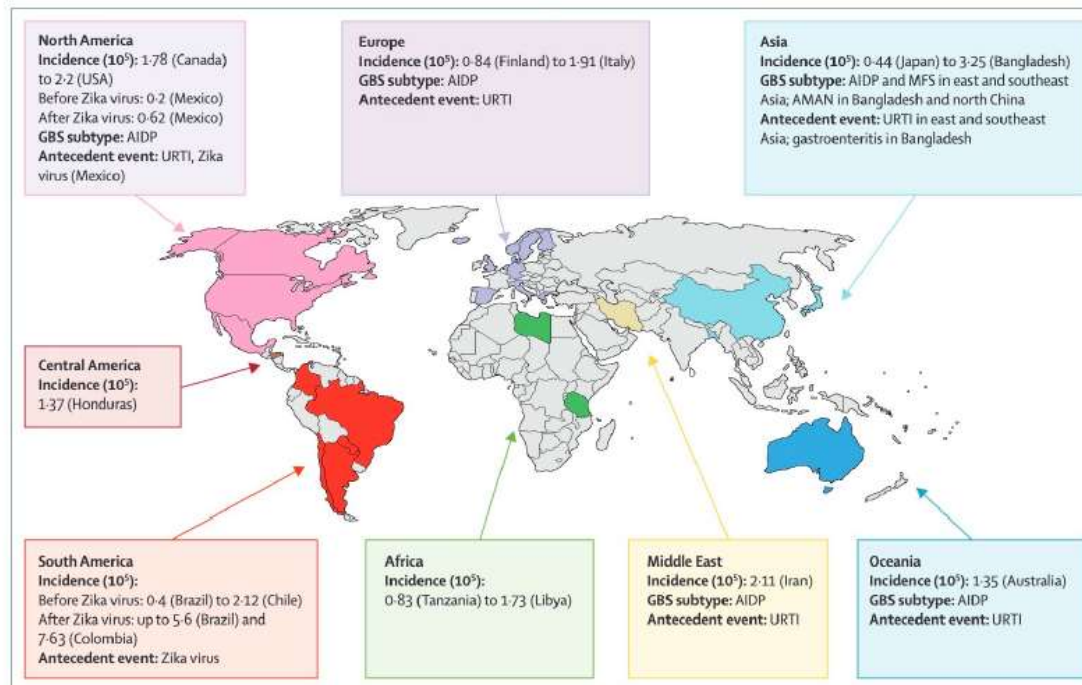 North America
Incidence (10⁵): 1·78 (Canada)
to 2·2 (USA)
Before Zika virus: 0·2 (Mexico)
After Zika virus: 0·62 (Mexico)
GBS subtype: AIDP
Antecedent event: URTI, Zika
virus (Mexico)
Europe
Incidence (10⁵): 0·84 (Finland) to 1·91 (Italy)
GBS subtype: AIDP
Antecedent event: URTI
Asia
Incidence (10⁵): 0·44 (Japan) to 3·25 (Bangladesh)
GBS subtype: AIDP and MFS in east and southeast
Asia; AMAN in Bangladesh and north China
Antecedent event: URTI in east and southeast
Asia; gastroenteritis in Bangladesh
Central America
Incidence (10⁵):
1·37 (Honduras)
South America
Incidence (10⁵):
Before Zika virus: 0·4 (Brazil) to 2·12 (Chile)
After Zika virus: up to 5·6 (Brazil) and
7·63 (Colombia)
Antecedent event: Zika virus
Africa
Incidence (10⁵):
0·83 (Tanzania) to 1·73 (Libya)
Middle East
Incidence (10⁵): 2·11 (Iran)
GBS subtype: AIDP
Antecedent event: URTI
Oceania
Incidence (10⁵): 1·35 (Australia)
GBS subtype: AIDP
Antecedent event: URTI